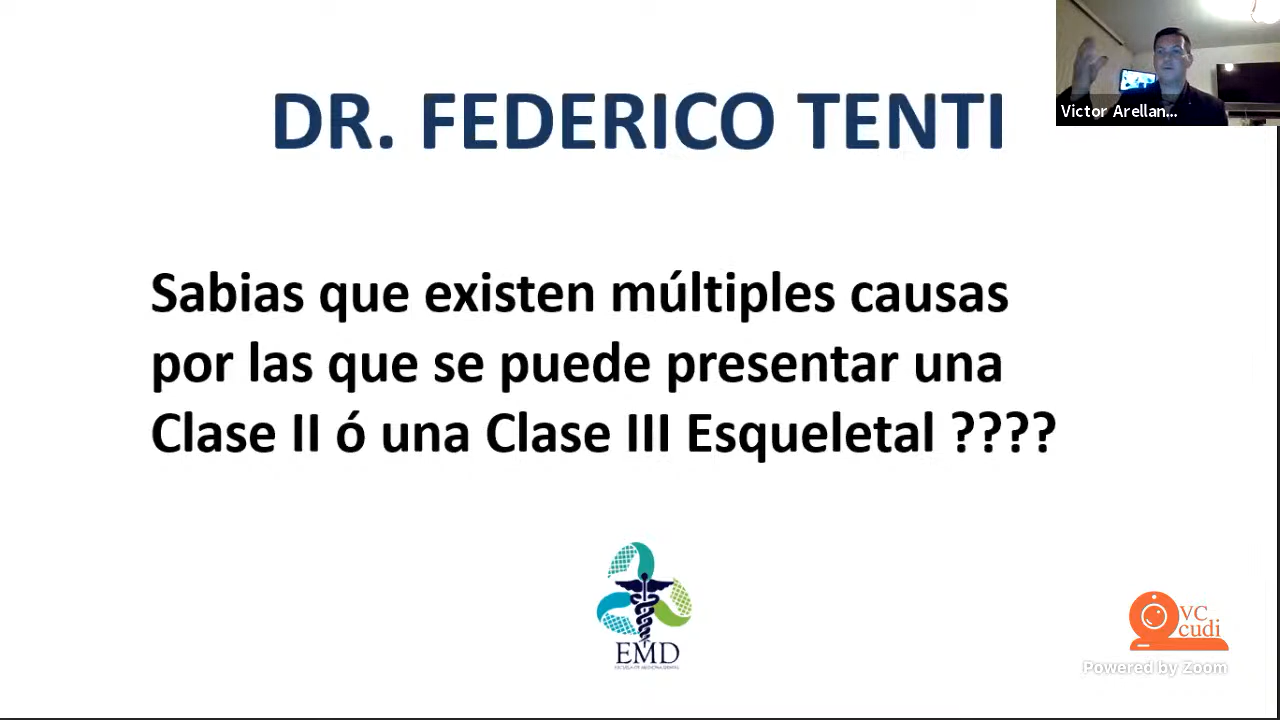 Victor Arellan...
DR. FEDERICO TENTI
Sabias que existen múltiples causas
por las que se puede presentar una
Clase II ó una Clase III Esqueletal ????
EMD
VC
cudi
Powered by Zoom